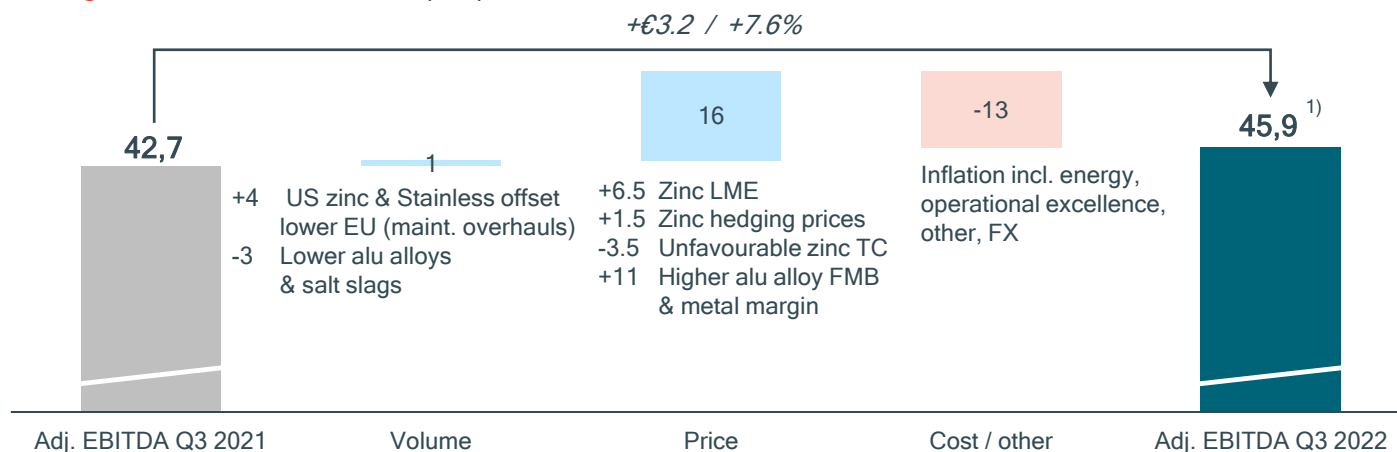 +€3.2 / +7.6%
42,7
1
16
-13
45,9 1)
+4 US zinc & Stainless offset
lower EU (maint. overhauls)
-3 Lower alu alloys
& salt slags
+6.5 Zinc LME
+1.5 Zinc hedging prices
-3.5 Unfavourable zinc TC
+11 Higher alu alloy FMB
& metal margin
Inflation incl. energy,
operational excellence,
other, FX
Adj. EBITDA Q3 2021
Volume
Price
Cost / other
Adj. EBITDA Q3 2022